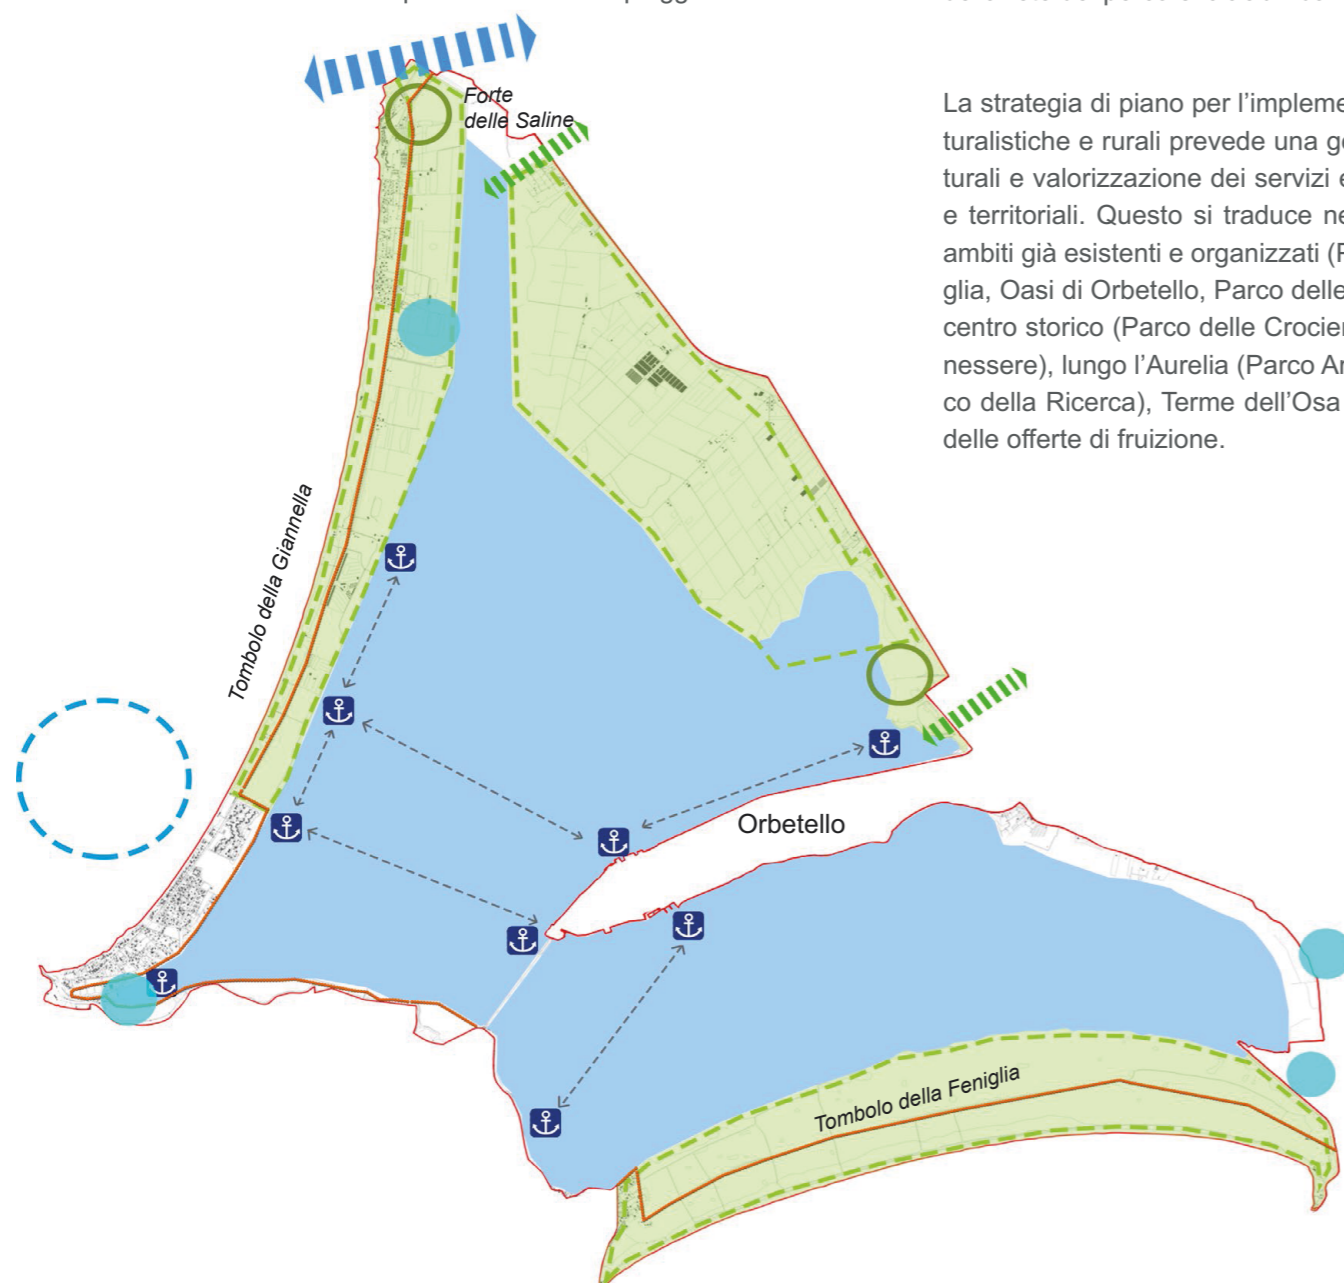 Forte
delle Saline
Tombolo della Giannella
Orbetello
Tombolo della Feniglia
La strategia di piano per l’impleme
turalistiche e rurali prevede una g
turali e valorizzazione dei servizi e
e territoriali. Questo si traduce ne
ambiti già esistenti e organizzati (P
glia, Oasi di Orbetello, Parco delle
centro storico (Parco delle Crocie
nessere), lungo l’Aurelia (Parco A
co della Ricerca), Terme dell’Osa
delle offerte di fruizione.